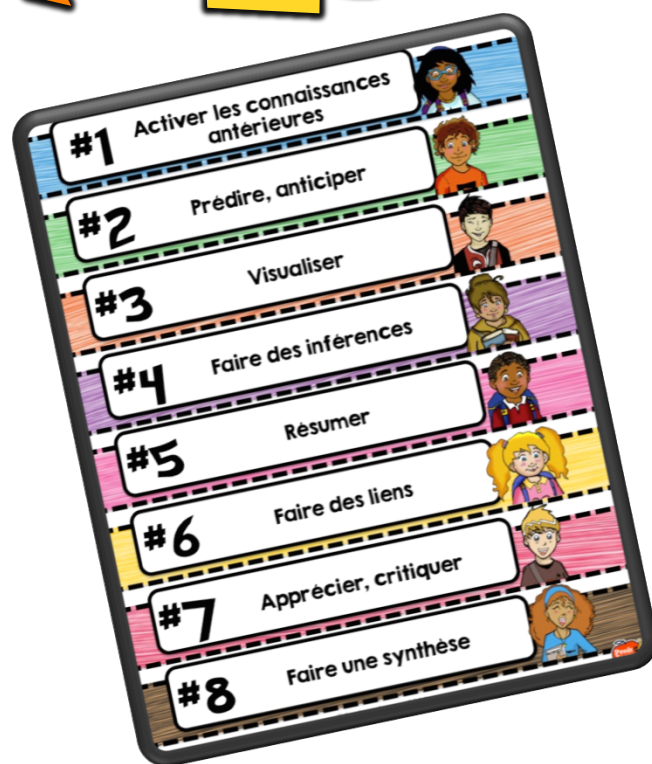 #1 Activer les connaissances
antérieures
#2 Prédire, anticiper
#3 Visualiser
#4 Faire des inférences
#5 Résumer
#6 Faire des liens
#7 Apprécier, critiquer
#8 Faire une synthèse